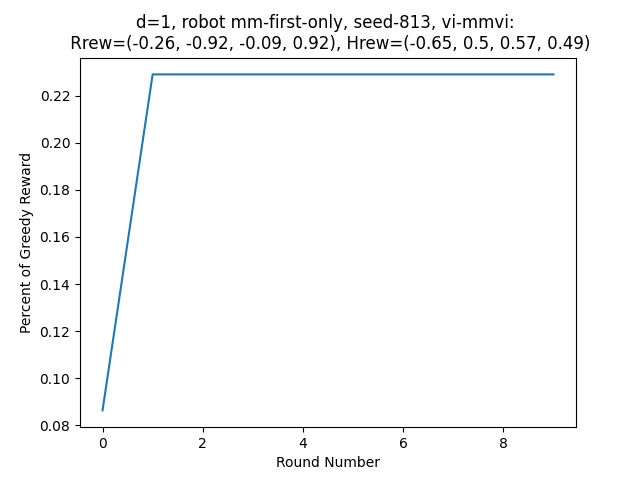 d=1, robot mm-first-only, seed-813, vi-mmvi:
Rrew=(-0.26, -0.92, -0.09, 0.92), Hrew=(-0.65, 0.5, 0.57, 0.49)
0.22
0.20
0.18
0.16
0.14
0.12
0.10
0.08
Percent of Greedy Reward
0 2 4 6 8
Round Number